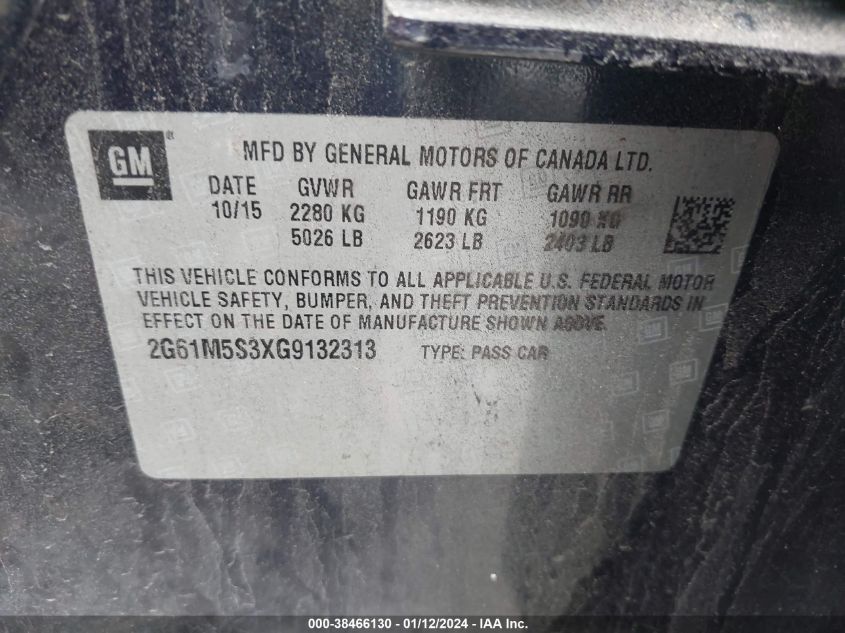 GM®
MFD BY GENERAL MOTORS OF CANADA LTD.
DATE GVWR GAWR FRT GAWR RR
10/15 2280 KG 1190 KG 1090 KG
5026 LB 2623 LB 2403 LB
THIS VEHICLE CONFORMS TO ALL APPLICABLE U.S. FEDERAL MOTOR
VEHICLE SAFETY, BUMPER, AND THEFT PREVENTION STANDARDS IN
EFFECT ON THE DATE OF MANUFACTURE SHOWN ABOVE.
2G61M5S3XG9132313 TYPE: PASS CAR
000-38466130 - 01/12/2024 - IAA Inc.